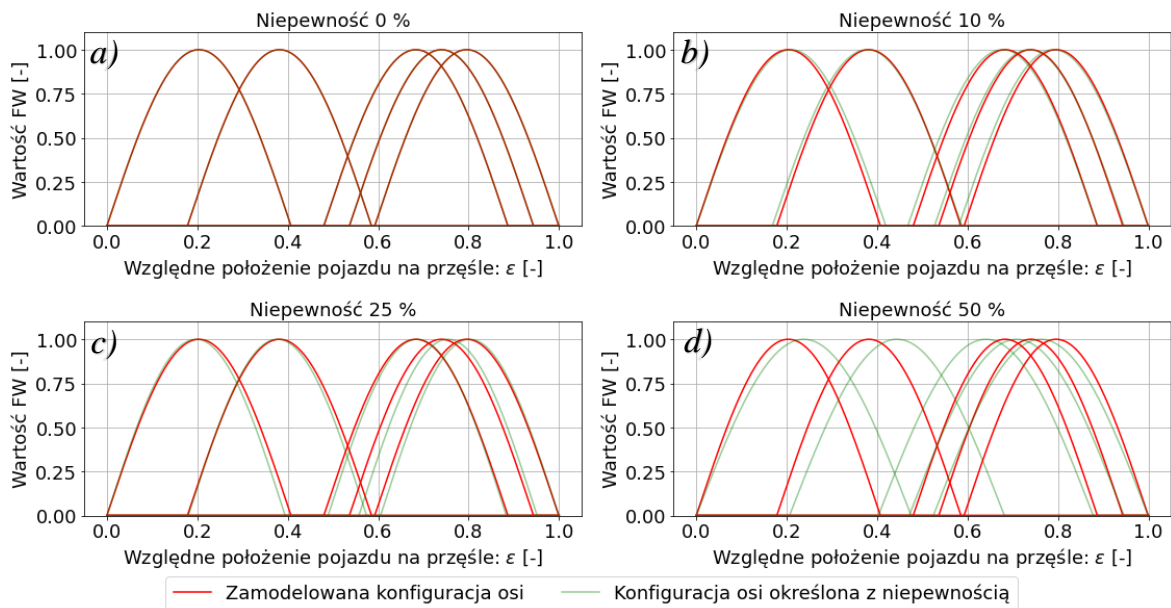 Niepewność 0 %
a)
Wartość FW [-]
1.00
0.75
0.50
0.25
0.00
0.0 0.2 0.4 0.6 0.8 1.0
Względne położenie pojazdu na przęśle: ε [-]
Niepewność 10 %
b)
Wartość FW [-]
1.00
0.75
0.50
0.25
0.00
0.0 0.2 0.4 0.6 0.8 1.0
Względne położenie pojazdu na przęśle: ε [-]
Niepewność 25 %
c)
Wartość FW [-]
1.00
0.75
0.50
0.25
0.00
0.0 0.2 0.4 0.6 0.8 1.0
Względne położenie pojazdu na przęśle: ε [-]
Niepewność 50 %
d)
Wartość FW [-]
1.00
0.75
0.50
0.25
0.00
0.0 0.2 0.4 0.6 0.8 1.0
Względne położenie pojazdu na przęśle: ε [-]
Zamodelowana konfiguracja osi
Konfiguracja osi określona z niepewnością